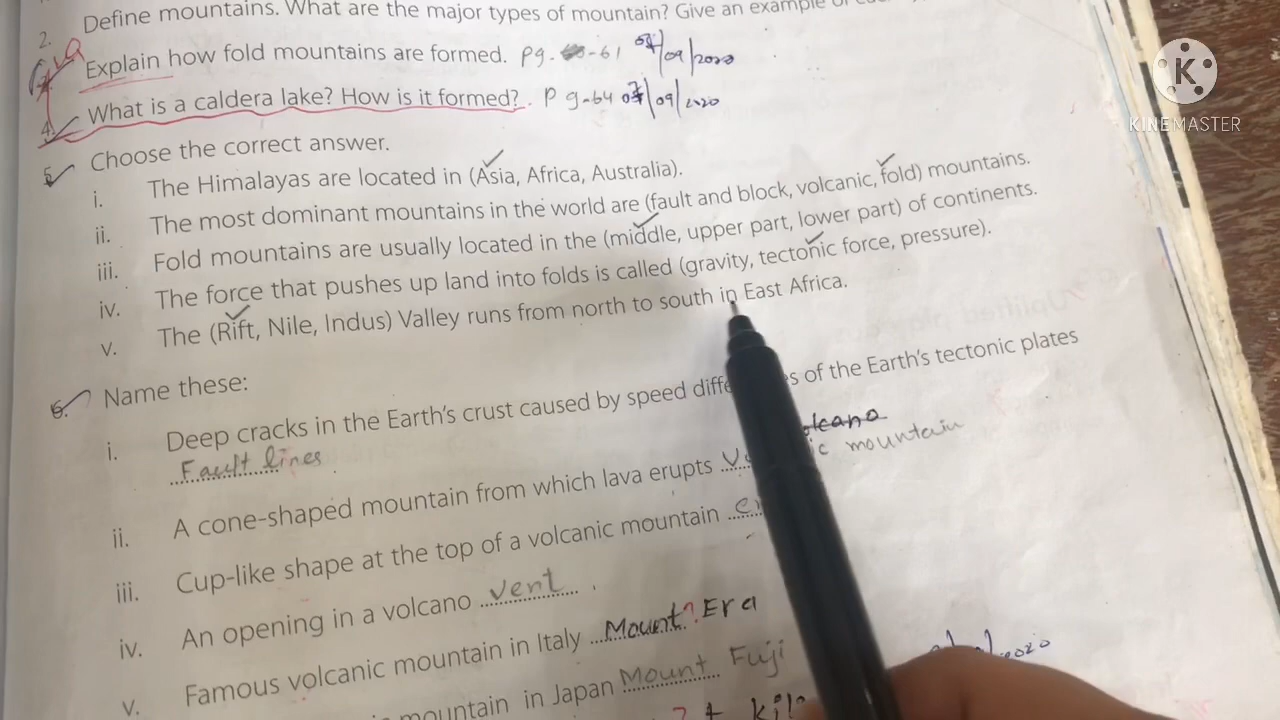 2. Define mountains. What are the major types of mountain? Give an example of
Explain how fold mountains are formed. pg. -61 /09/2020
4. What is a caldera lake? How is it formed? Pg-64 07/09/2020
5. Choose the correct answer.
i. The Himalayas are located in (Asia, Africa, Australia).
ii. The most dominant mountains in the world are (fault and block, volcanic, fold) mountains.
iii. Fold mountains are usually located in the (middle, upper part, lower part) of continents.
iv. The force that pushes up land into folds is called (gravity, tectonic force, pressure).
v. The (Rift, Nile, Indus) Valley runs from north to south in East Africa.
6. Name these:
i. Deep cracks in the Earth's crust caused by speed of the Earth's tectonic plates
Fault lines
ii. A cone-shaped mountain from which lava erupts mountain
iii. Cup-like shape at the top of a volcanic mountain
iv. An opening in a volcano vent
v. Famous volcanic mountain in Italy Mount? Era
mountain in Japan Mount Fuji
2020
KINEMASTER